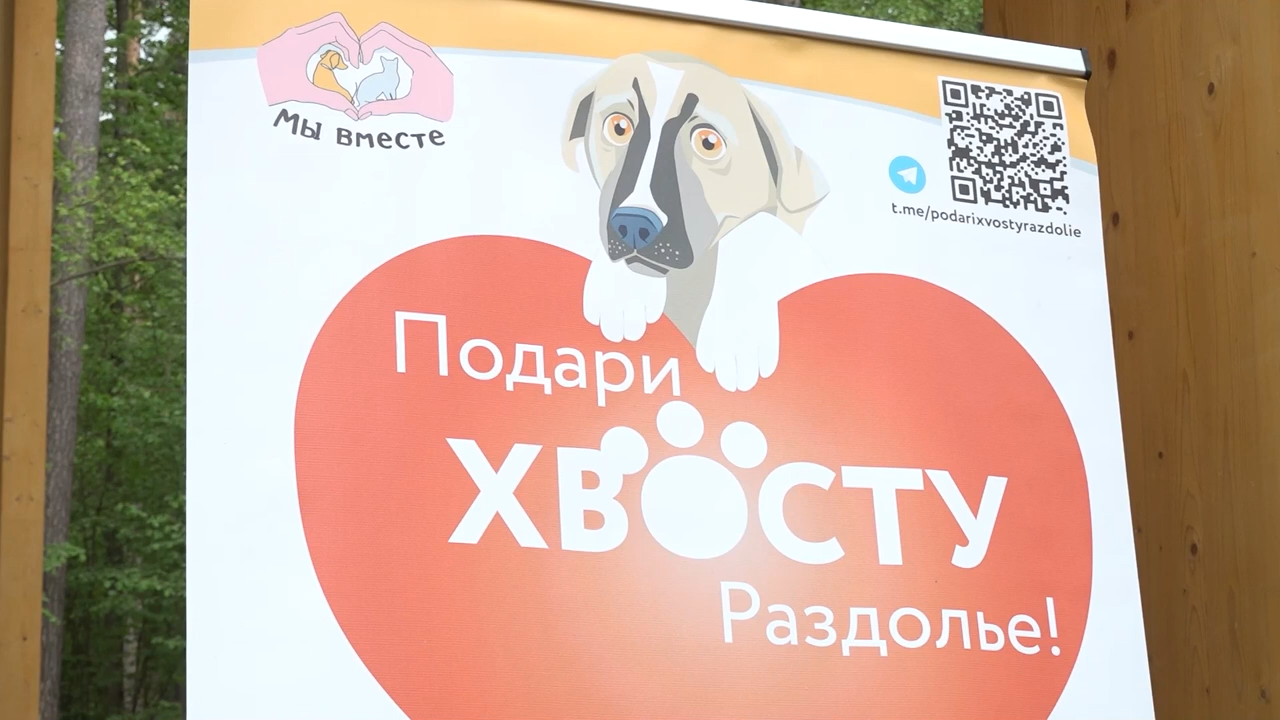 Мы вместе
t.me/podarixvostyrazdolie
Подари
ХВОСТУ
Раздолье!